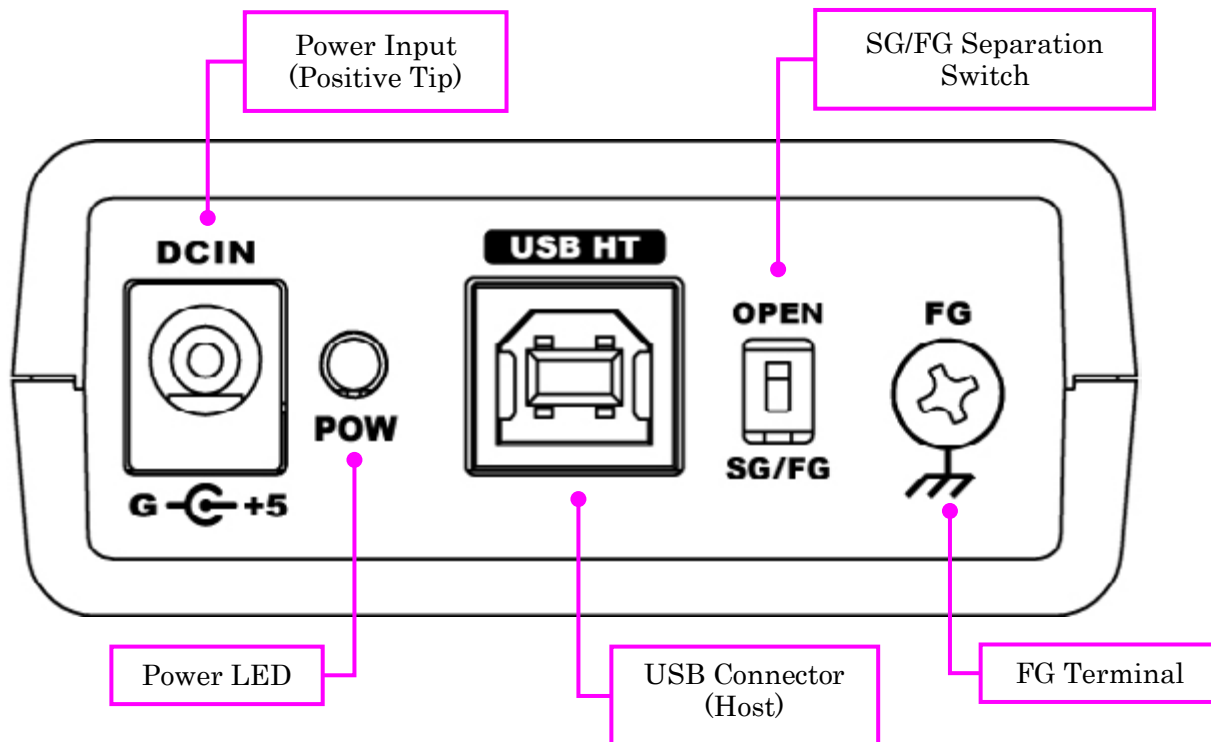 Power Input
(Positive Tip)
SG/FG Separation
Switch
DCIN
USB HT
OPEN
FG
POW
SG/FG
G +5
Power LED
USB Connector
(Host)
FG Terminal